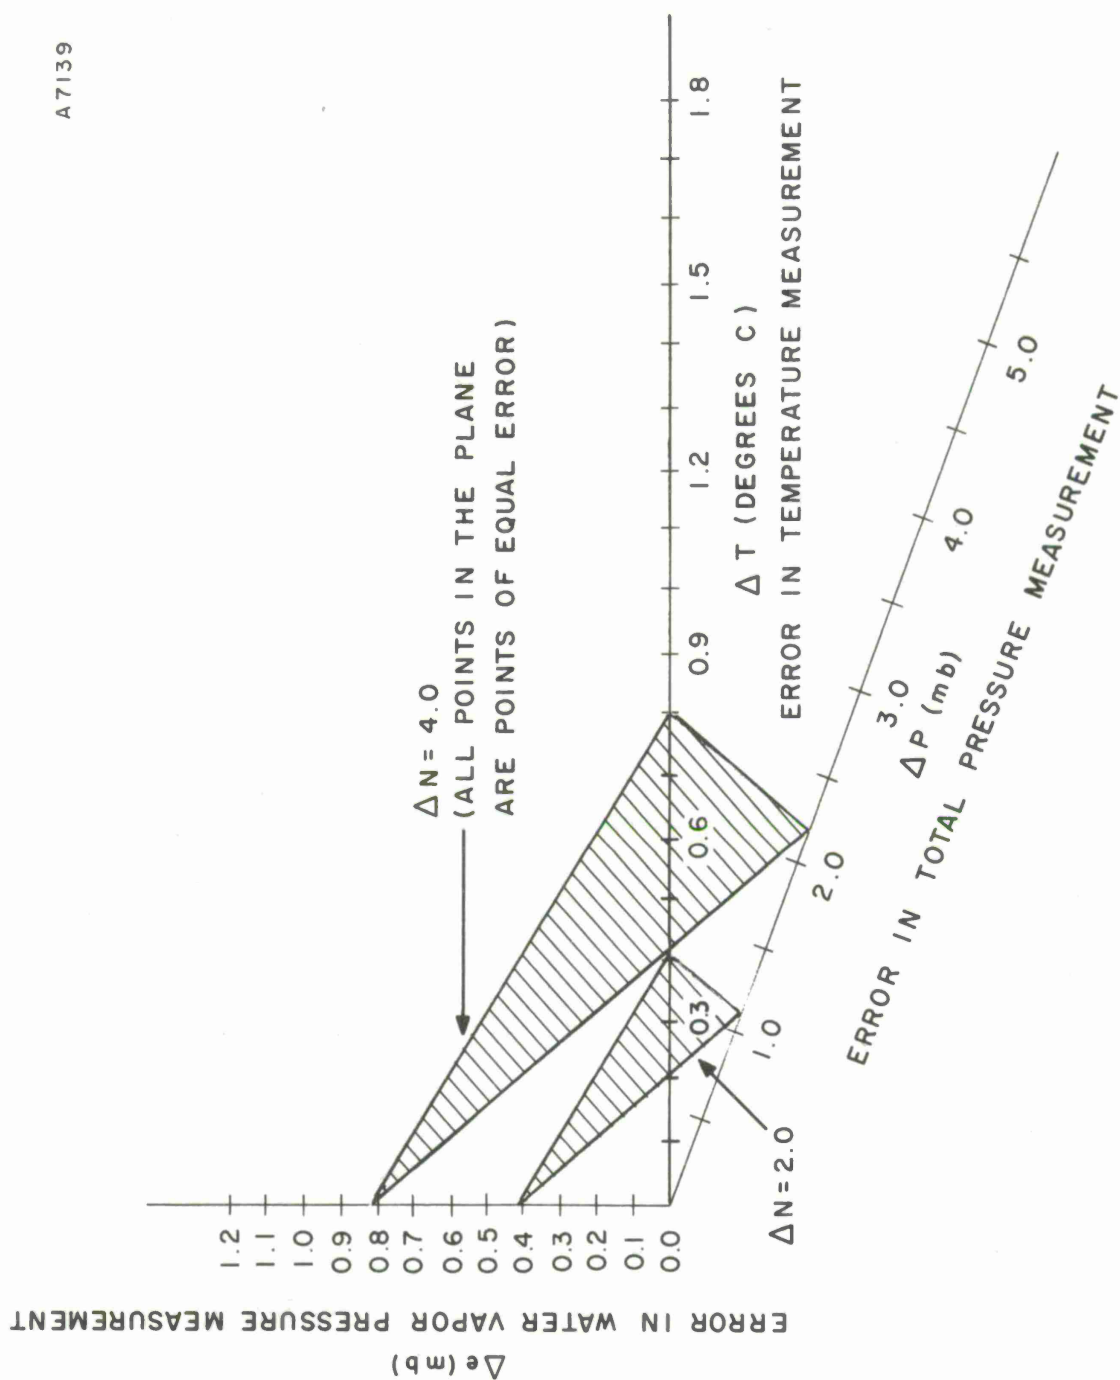 A7139
ΔN = 4.0
(ALL POINTS IN THE PLANE
ARE POINTS OF EQUAL ERROR)
ERROR IN WATER VAPOR PRESSURE MEASUREMENT
Δe (mb)
1.2
1.1
1.0
0.9
0.8
0.7
0.6
0.5
0.4
0.3
0.2
0.1
0.0
0.3
0.6
0.9
1.2
1.5
1.8
ΔT (DEGREES C)
ERROR IN TEMPERATURE MEASUREMENT
ΔN = 2.0
1.0
2.0
3.0
4.0
5.0
ΔP (mb)
ERROR IN TOTAL PRESSURE MEASUREMENT